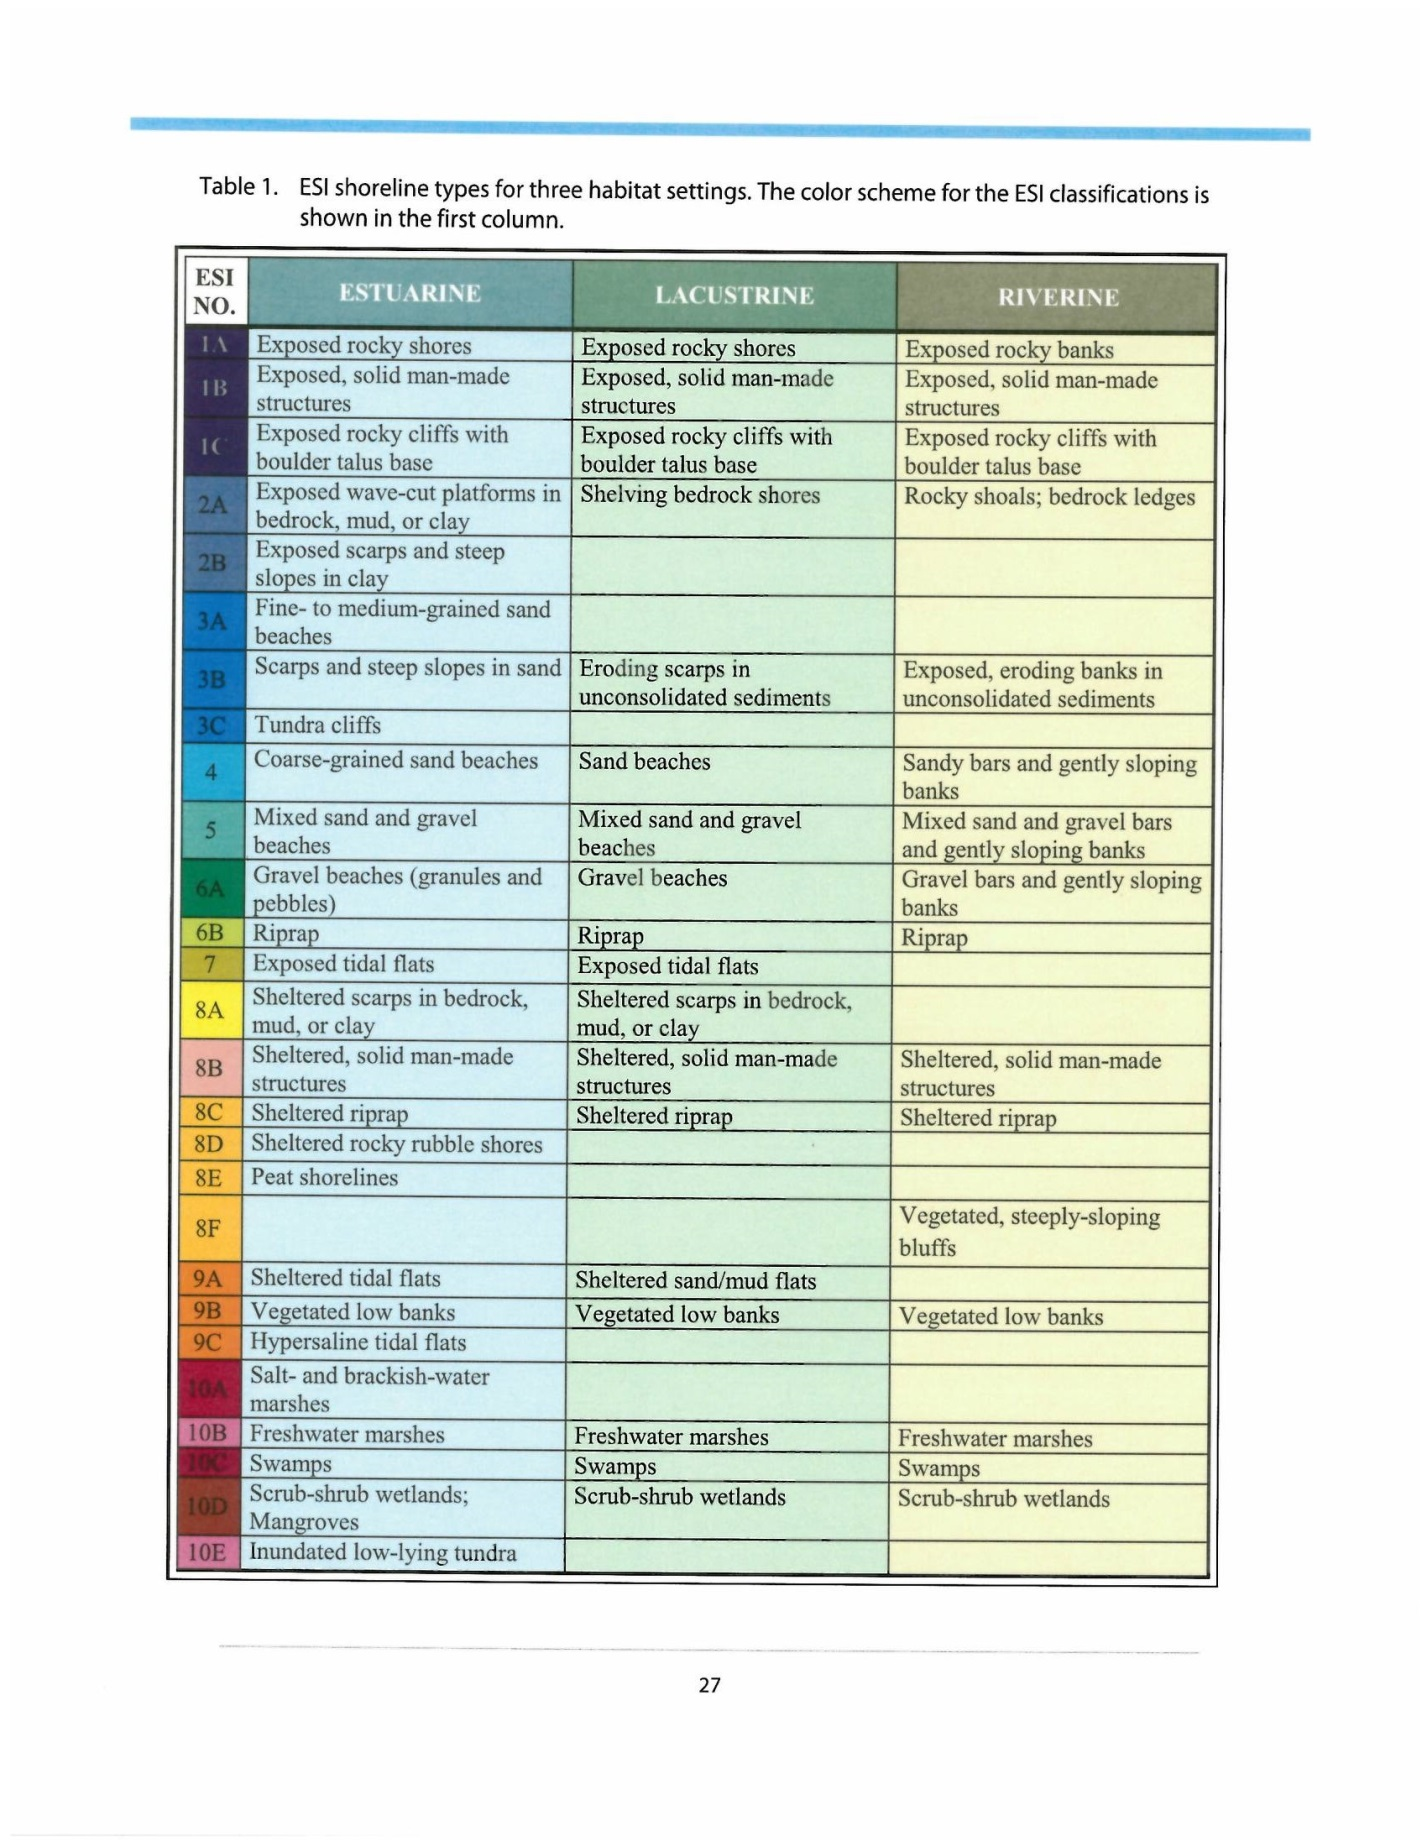 Table 1. ESI shoreline types for three habitat settings. The color scheme for the ESI classifications is
shown in the first column.
ESI
NO.
ESTUARINE
LACUSTRINE
RIVERINE
1A
Exposed rocky shores
Exposed rocky shores
Exposed rocky banks
1B
Exposed, solid man-made
structures
Exposed, solid man-made
structures
Exposed, solid man-made
structures
1C
Exposed rocky cliffs with
boulder talus base
Exposed rocky cliffs with
boulder talus base
Exposed rocky cliffs with
boulder talus base
2A
Exposed wave-cut platforms in
bedrock, mud, or clay
Shelving bedrock shores
Rocky shoals; bedrock ledges
2B
Exposed scarps and steep
slopes in clay
3A
Fine- to medium-grained sand
beaches
3B
Scarps and steep slopes in sand
Eroding scarps in
unconsolidated sediments
Exposed, eroding banks in
unconsolidated sediments
3C
Tundra cliffs
4
Coarse-grained sand beaches
Sand beaches
Sandy bars and gently sloping
banks
5
Mixed sand and gravel
beaches
Mixed sand and gravel
beaches
Mixed sand and gravel bars
and gently sloping banks
6A
Gravel beaches (granules and
pebbles)
Gravel beaches
Gravel bars and gently sloping
banks
6B
Riprap
Riprap
Riprap
7
Exposed tidal flats
Exposed tidal flats
8A
Sheltered scarps in bedrock,
mud, or clay
Sheltered scarps in bedrock,
mud, or clay
8B
Sheltered, solid man-made
structures
Sheltered, solid man-made
structures
Sheltered, solid man-made
structures
8C
Sheltered riprap
Sheltered riprap
Sheltered riprap
8D
Sheltered rocky rubble shores
8E
Peat shorelines
8F
Vegetated, steeply-sloping
bluffs
9A
Sheltered tidal flats
Sheltered sand/mud flats
9B
Vegetated low banks
Vegetated low banks
Vegetated low banks
9C
Hypersaline tidal flats
10A
Salt- and brackish-water
marshes
10B
Freshwater marshes
Freshwater marshes
Freshwater marshes
10C
Swamps
Swamps
Swamps
10D
Scrub-shrub wetlands;
Mangroves
Scrub-shrub wetlands
Scrub-shrub wetlands
10E
Inundated low-lying tundra
27